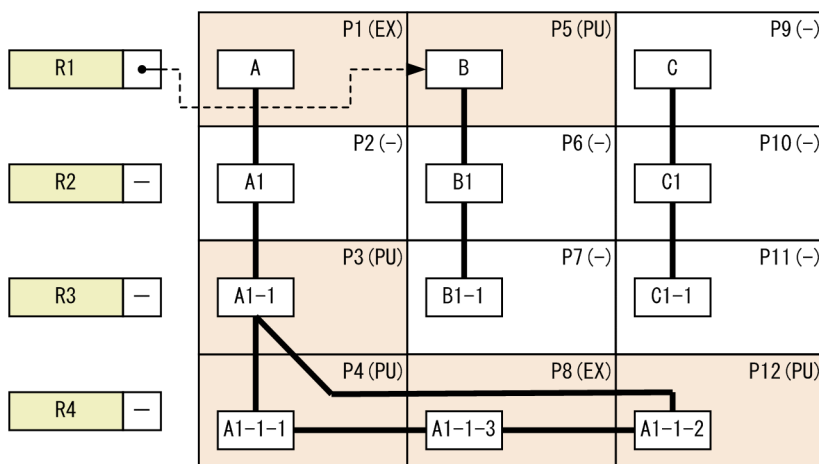 P1(EX) P5(PU) P9(-)
R1 A B C
P2(-) P6(-) P10(-)
R2 - A1 B1 C1
P3(PU) P7(-) P11(-)
R3 - A1-1 B1-1 C1-1
P4(PU) P8(EX) P12(PU)
R4 - A1-1-1 A1-1-3 A1-1-2